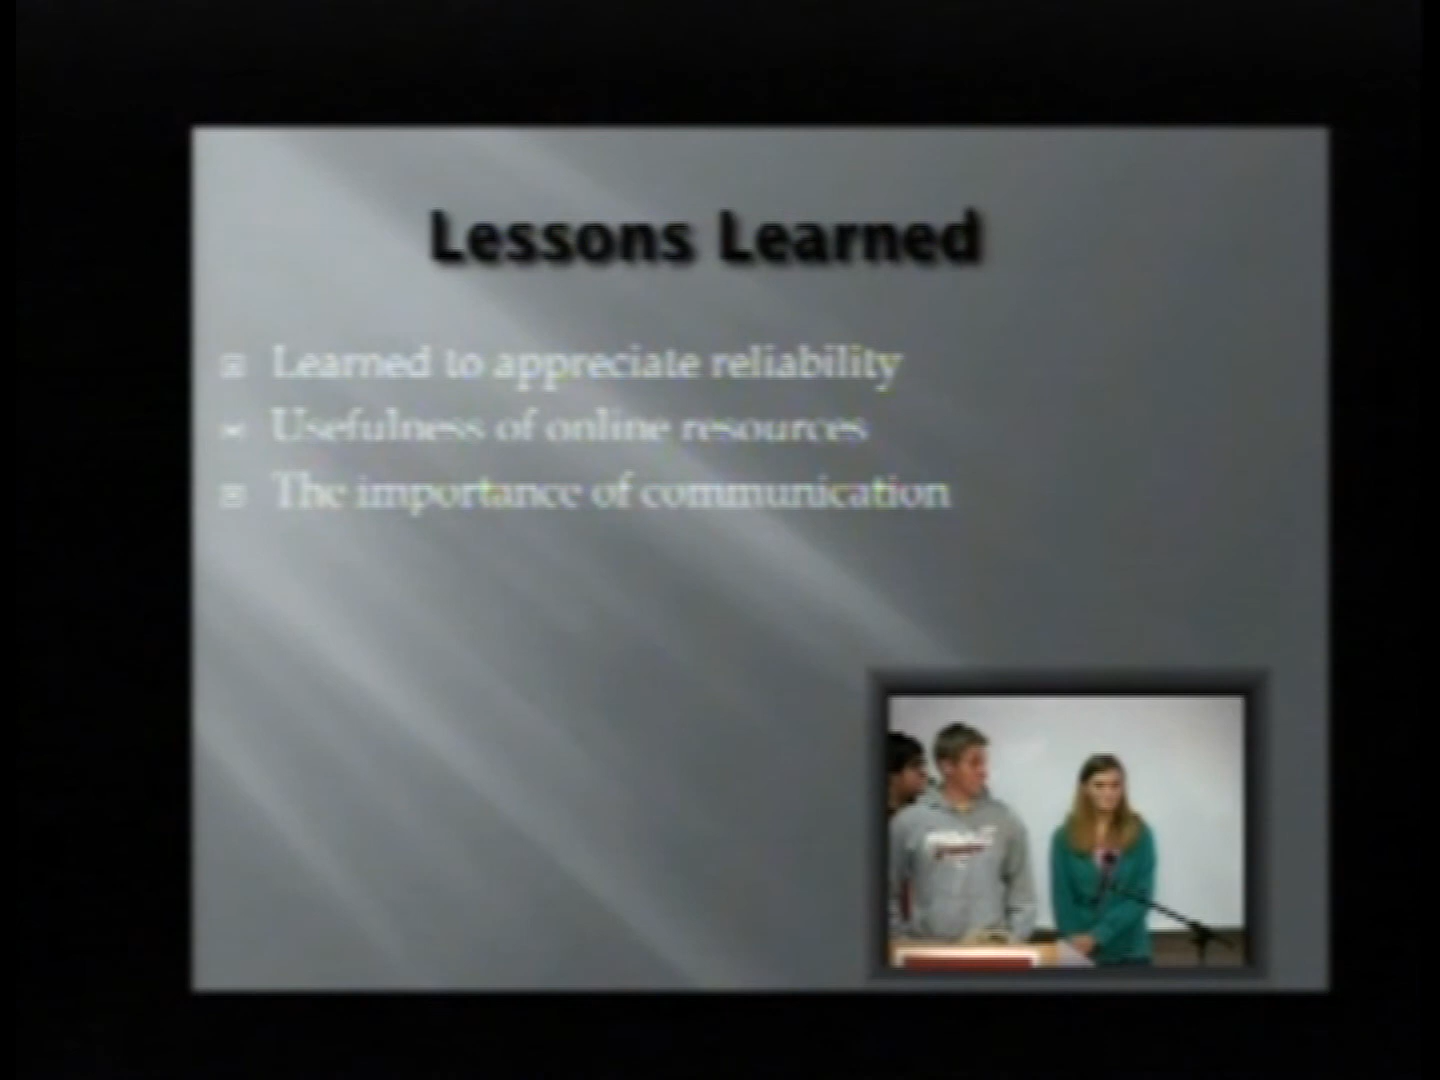 Lessons Learned
Learned to appreciate reliability
Usefulness of online resources
The importance of communication